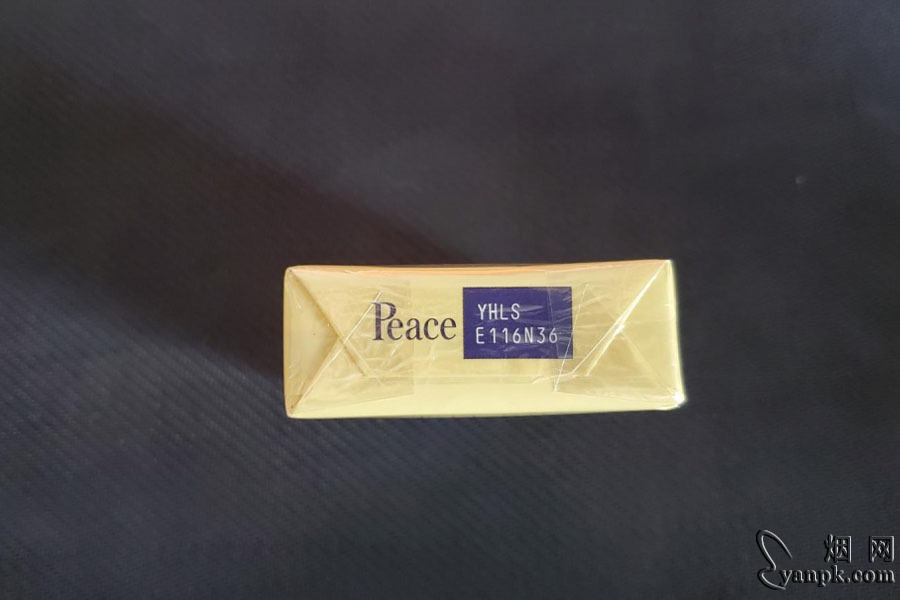 Peace
YHLS
E116N36
烟网
yanpk.com